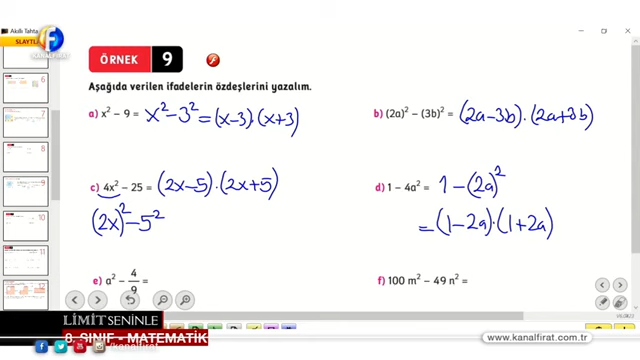 Akıllı Tahta
SLAYTL
KANALFIRAT
ÖRNEK 9
Aşağıda verilen ifadelerin özdeşlerini yazalım.
a) x² – 9 = x² – 3² = (x–3)·(x+3)
b) (2a)² – (3b)² = (2a–3b)·(2a+3b)
c) 4x² – 25 = (2x–5)·(2x+5)
(2x)² – 5²
d) 1 – 4a² = 1 – (2a)²
= (1–2a)·(1+2a)
e) a² – 4/9 =
f) 100 m² – 49 n² =
LİMİT SENİNLE
8. SINIF - MATEMATİK
/kanalfirat
www.kanalfirat.com.tr